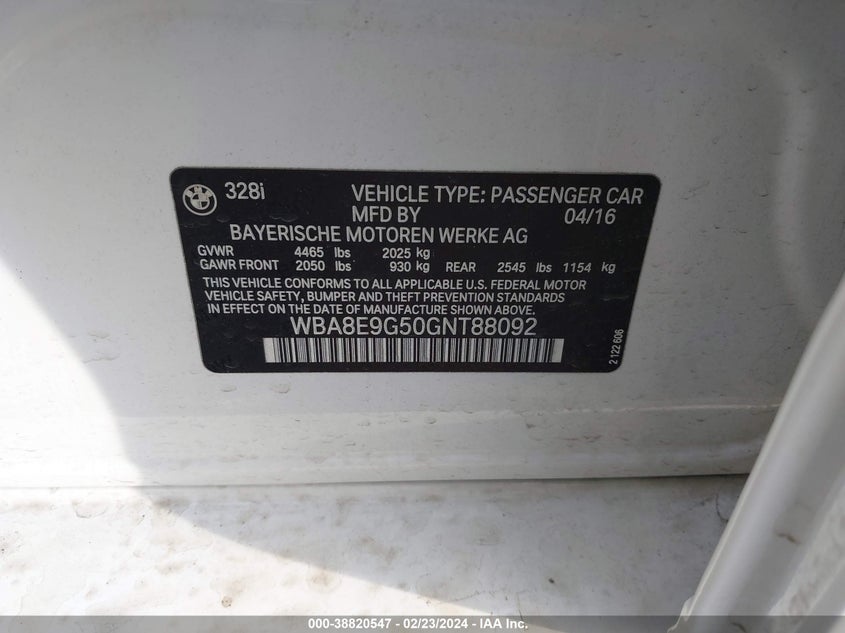 328i VEHICLE TYPE: PASSENGER CAR
MFD BY 04/16
BAYERISCHE MOTOREN WERKE AG
GVWR 4465 lbs 2025 kg
GAWR FRONT 2050 lbs 930 kg REAR 2545 lbs 1154 kg
THIS VEHICLE CONFORMS TO ALL APPLICABLE U.S. FEDERAL MOTOR
VEHICLE SAFETY, BUMPER AND THEFT PREVENTION STANDARDS
IN EFFECT ON THE DATE OF MANUFACTURE SHOWN ABOVE.
WBA8E9G50GNT88092
2 122 606
000-38820547 - 02/23/2024 - IAA Inc.